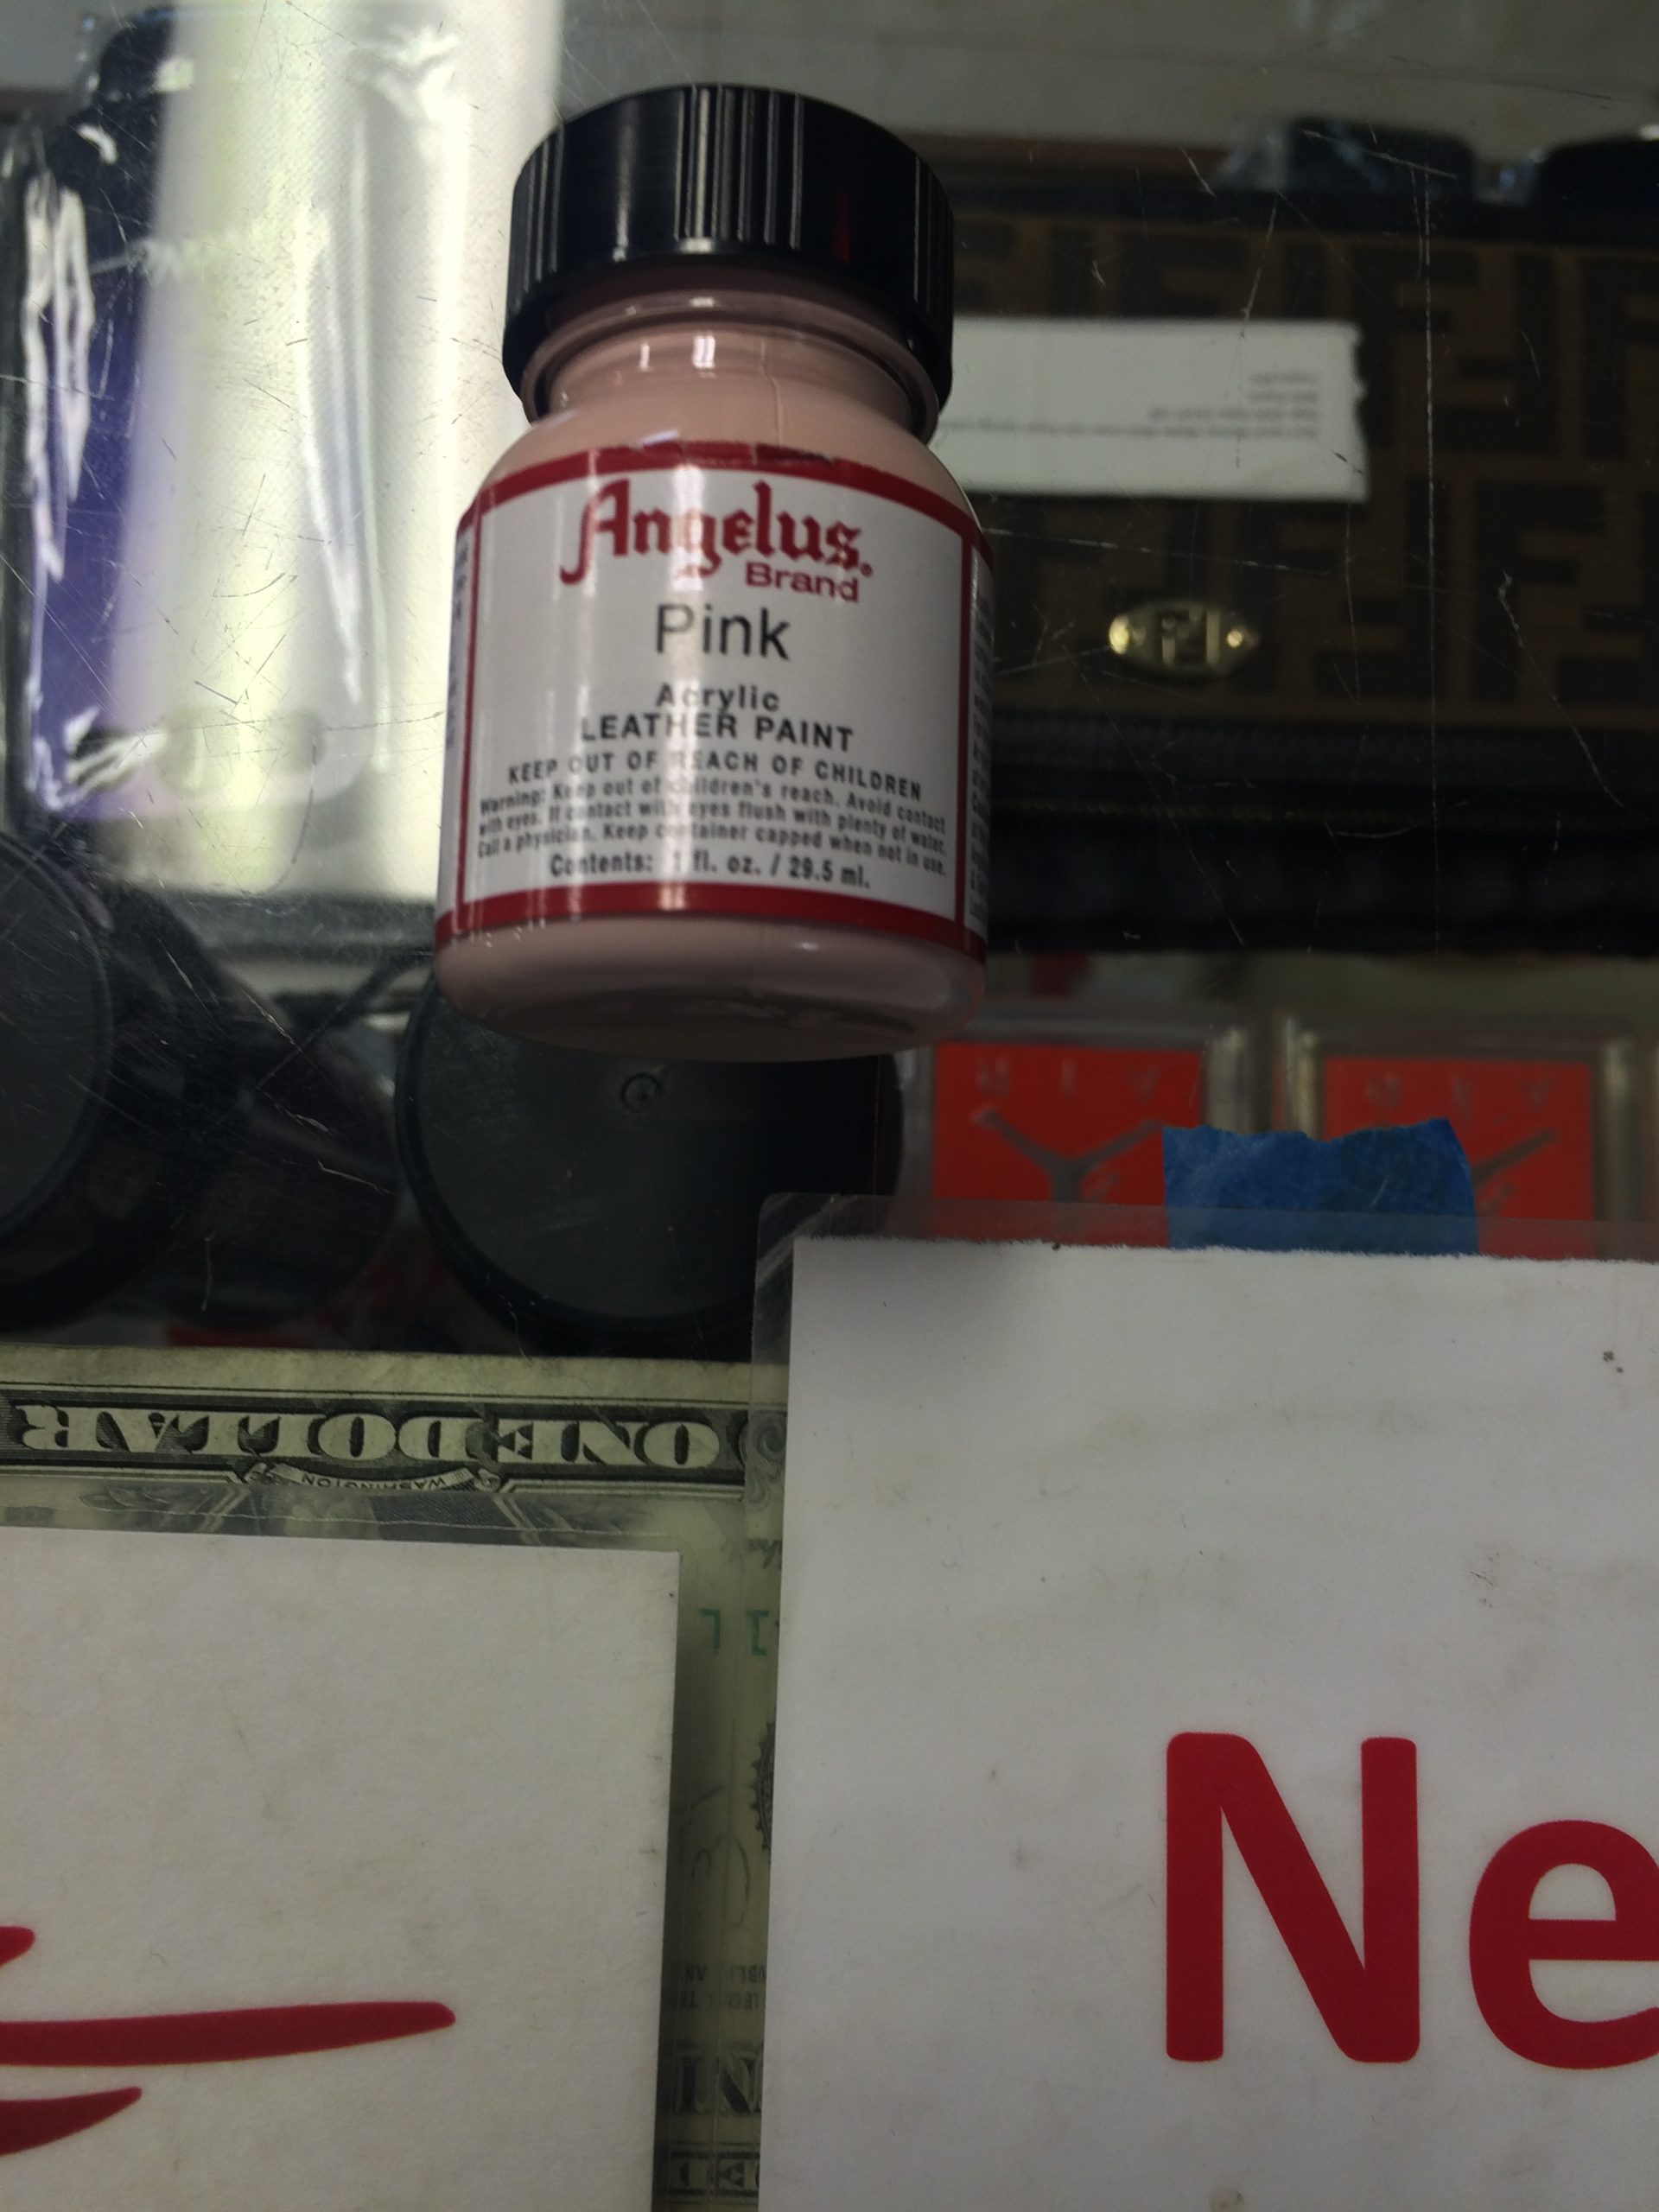 Angelus®
Brand
Pink
Acrylic
LEATHER PAINT
KEEP OUT OF REACH OF CHILDREN
Warning: Keep out of children's reach. Avoid contact
with eyes. If contact with eyes flush with plenty of water.
Call a physician. Keep container capped when not in use.
Contents: 1 fl. oz. / 29.5 ml.
ONE DOLLAR
WASHINGTON
Ne